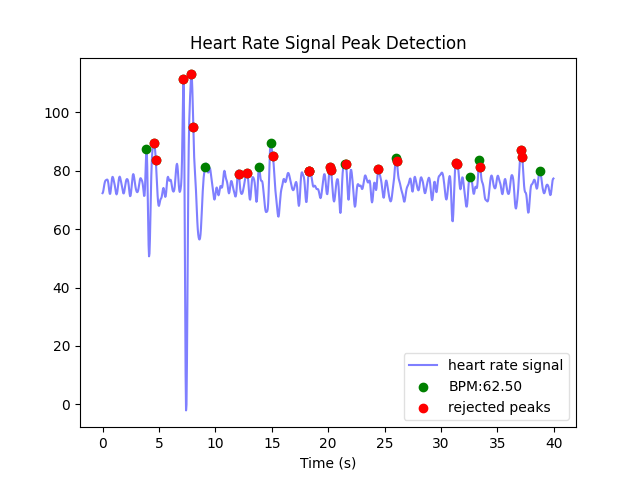 Heart Rate Signal Peak Detection
100
80
60
40
20
0
heart rate signal
BPM:62.50
rejected peaks
0 5 10 15 20 25 30 35 40
Time (s)